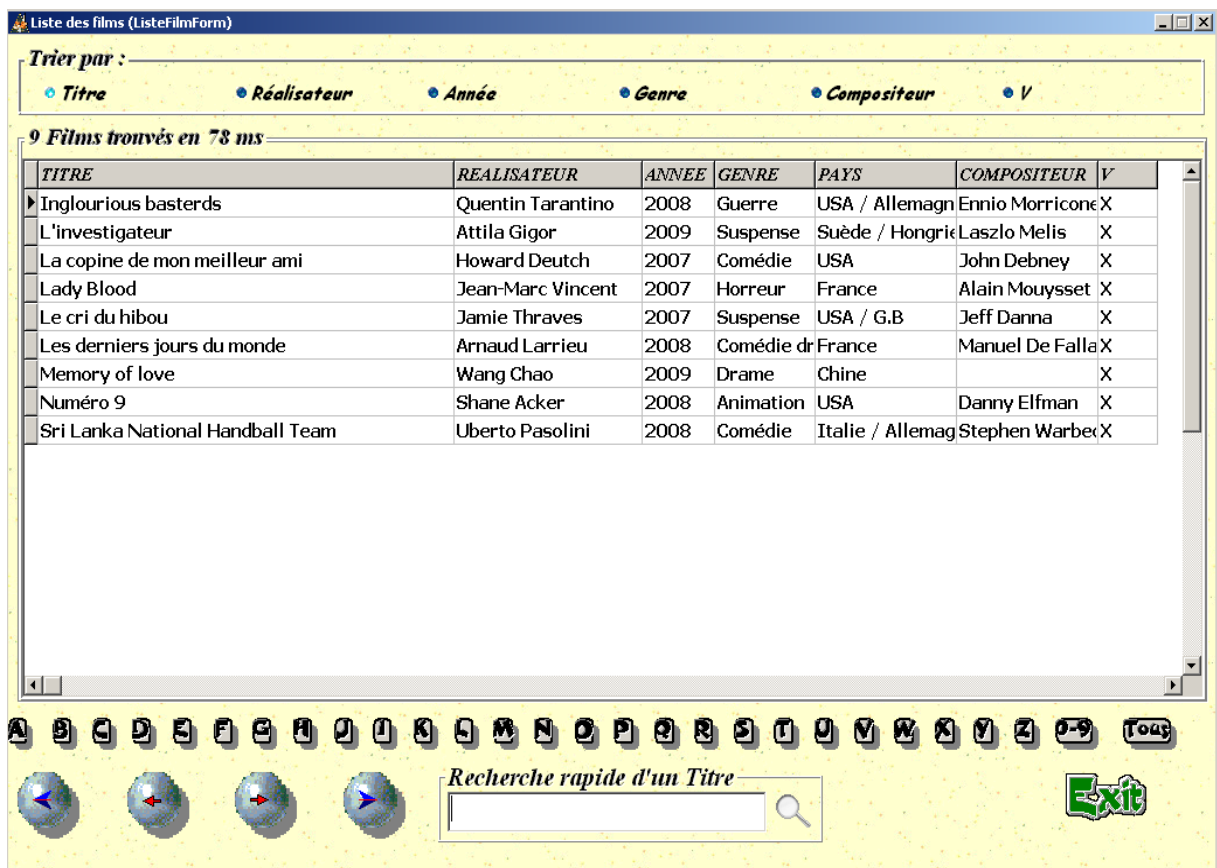 Liste des films (ListeFilmForm)
Trier par :
Titre Réalisateur Année Genre Compositeur V
9 Films trouvés en 78 ms
TITRE REALISATEUR ANNEE GENRE PAYS COMPOSITEUR V
Inglourious basterds Quentin Tarantino 2008 Guerre USA / Allemagn Ennio Morricone X
L'investigateur Attila Gigor 2009 Suspense Suède / Hongrie Laszlo Melis X
La copine de mon meilleur ami Howard Deutch 2007 Comédie USA John Debney X
Lady Blood Jean-Marc Vincent 2007 Horreur France Alain Mouysset X
Le cri du hibou Jamie Thraves 2007 Suspense USA / G.B Jeff Danna X
Les derniers jours du monde Arnaud Larrieu 2008 Comédie dr France Manuel De Falla X
Memory of love Wang Chao 2009 Drame Chine X
Numéro 9 Shane Acker 2008 Animation USA Danny Elfman X
Sri Lanka National Handball Team Uberto Pasolini 2008 Comédie Italie / Allemag Stephen Warbec X
A B C D E F G H J I K L M N O P Q R S T U V W X Y Z 0-9 Tous
Recherche rapide d'un Titre
Exit